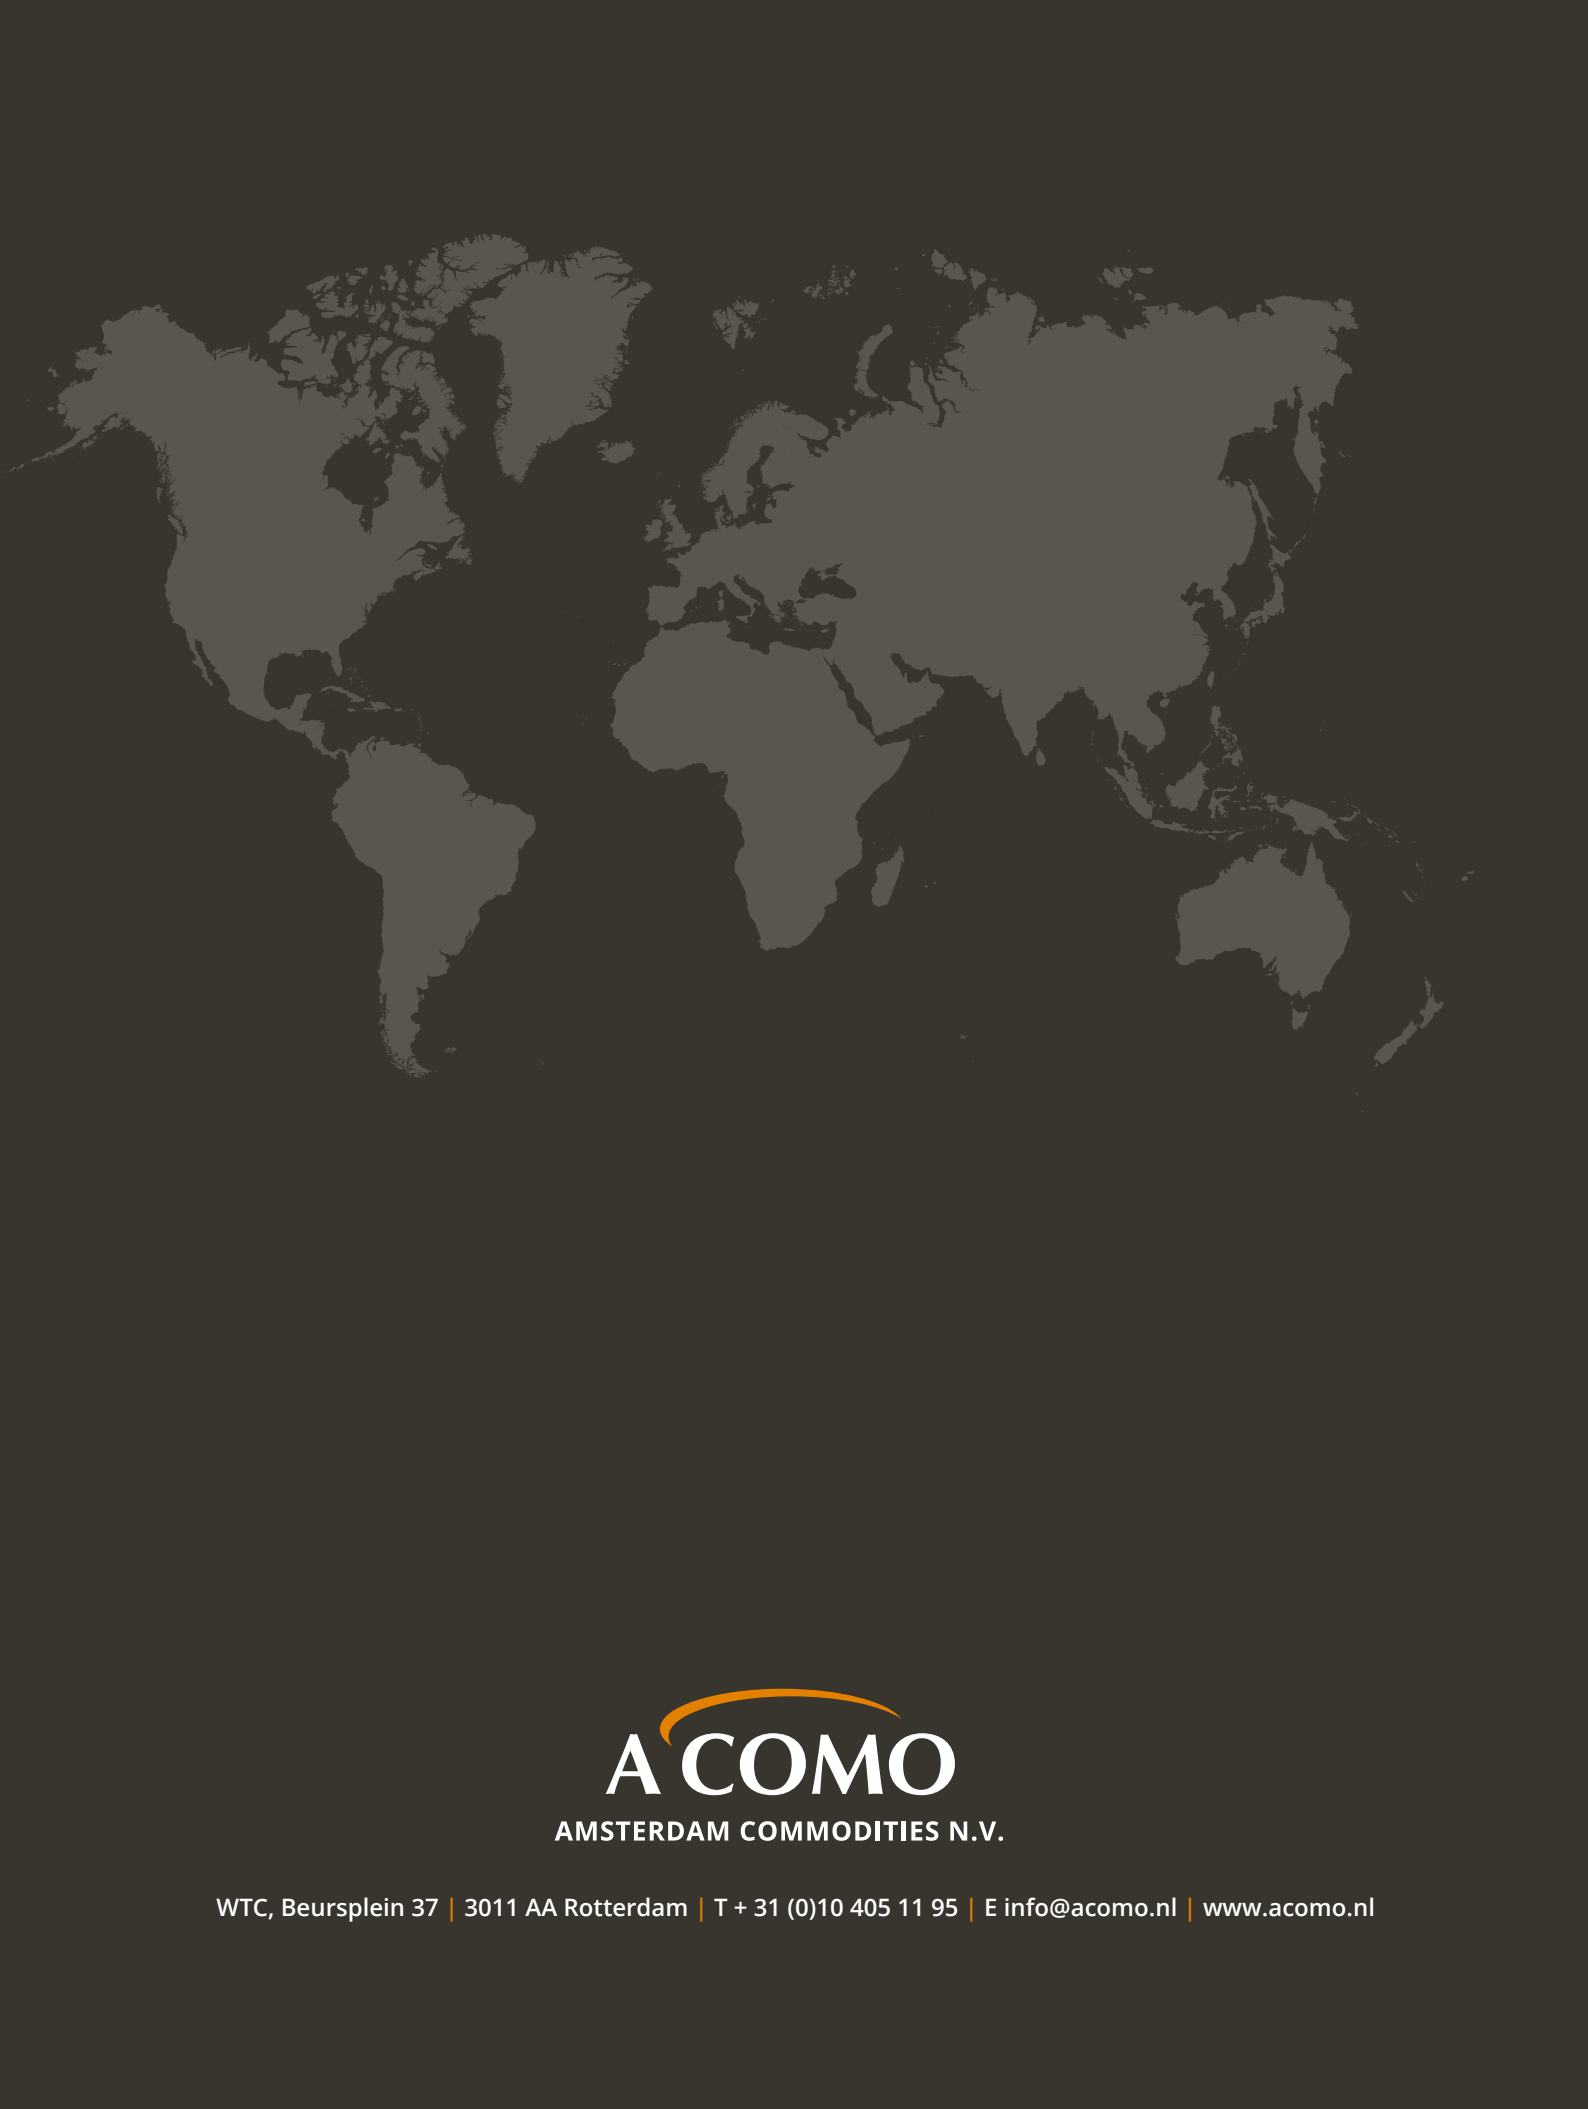 ACOMO
AMSTERDAM COMMODITIES N.V.
WTC, Beursplein 37 | 3011 AA Rotterdam | T + 31 (0)10 405 11 95 | E info@acomo.nl | www.acomo.nl